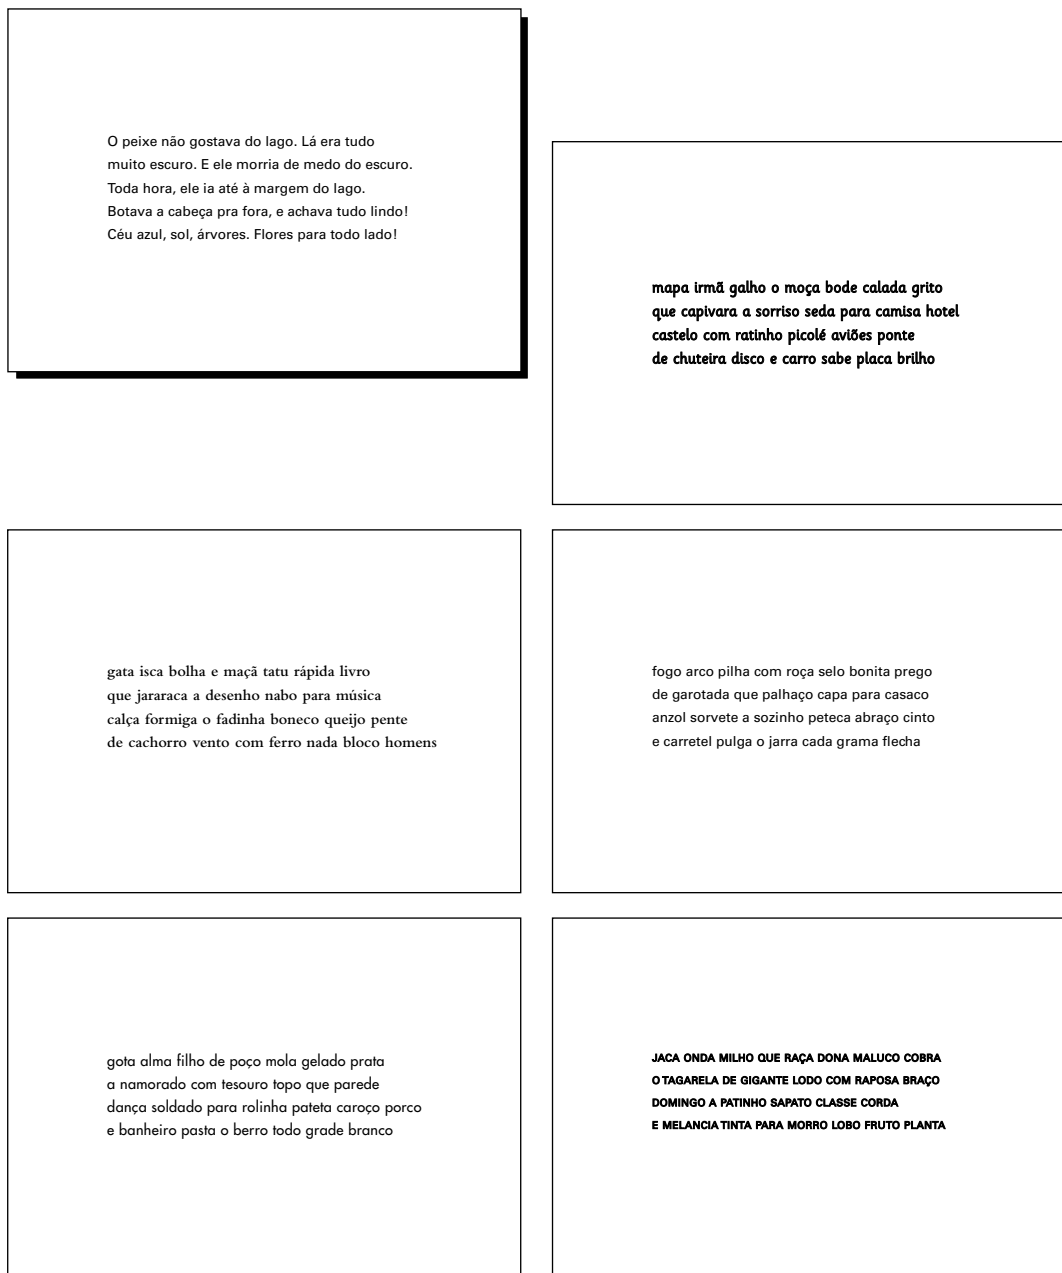 O peixe não gostava do lago. Lá era tudo
muito escuro. E ele morria de medo do escuro.
Toda hora, ele ia até à margem do lago.
Botava a cabeça pra fora, e achava tudo lindo!
Céu azul, sol, árvores. Flores para todo lado!
mapa irmã galho o moça bode calada grito
que capivara a sorriso seda para camisa hotel
castelo com ratinho picolé aviões ponte
de chuteira disco e carro sabe placa brilho
gata isca bolha e maçã tatu rápida livro
que jararaca a desenho nabo para música
calça formiga o fadinha boneco queijo pente
de cachorro vento com ferro nada bloco homens
fogo arco pilha com roça selo bonita prego
de garotada que palhaço capa para casaco
anzol sorvete a sozinho peteca abraço cinto
e carretel pulga o jarra cada grama flecha
gota alma filho de poço mola gelado prata
a namorado com tesouro topo que parede
dança soldado para rolinha pateta caroço porco
e banheiro pasta o berro todo grade branco
JACA ONDA MILHO QUE RAÇA DONA MALUCO COBRA
O TAGARELA DE GIGANTE LODO COM RAPOSA BRAÇO
DOMINGO A PATINHO SAPATO CLASSE CORDA
E MELANCIA TINTA PARA MORRO LOBO FRUTO PLANTA